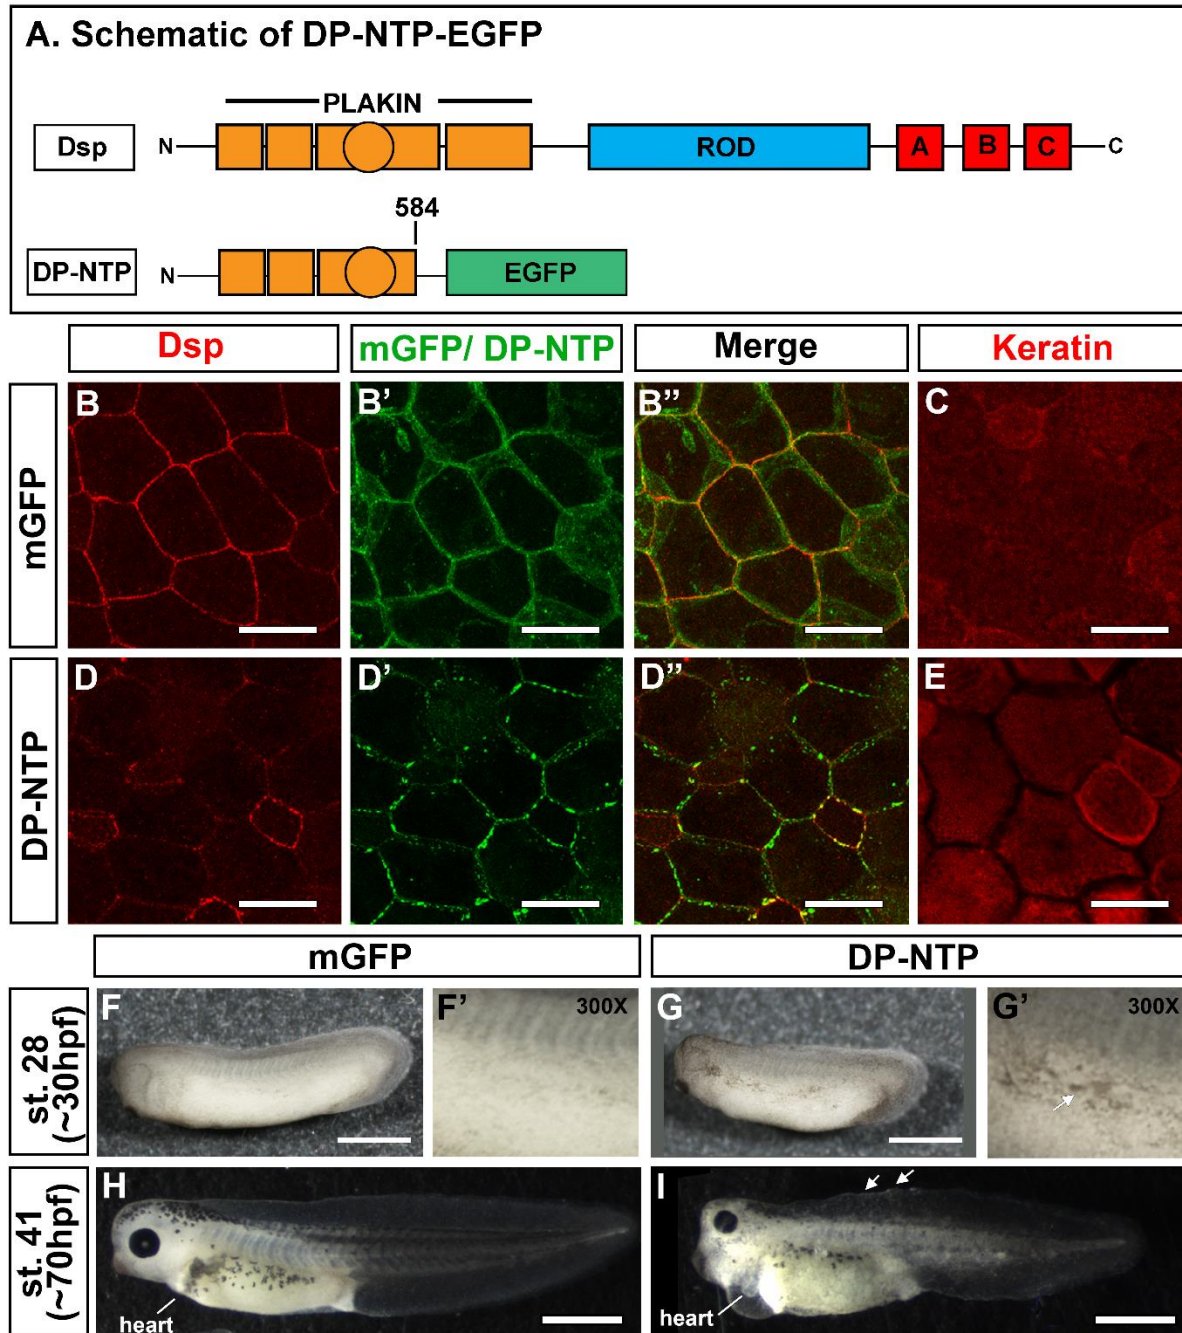 A. Schematic of DP-NTP-EGFP
PLAKIN
Dsp N ROD A B C C
584
DP-NTP N EGFP
Dsp mGFP/ DP-NTP Merge Keratin
mGFP
B B' B" C
DP-NTP
D D' D" E
mGFP DP-NTP
st. 28
(~30hpf)
F F' 300X G G' 300X
st. 41
(~70hpf)
H I
heart heart